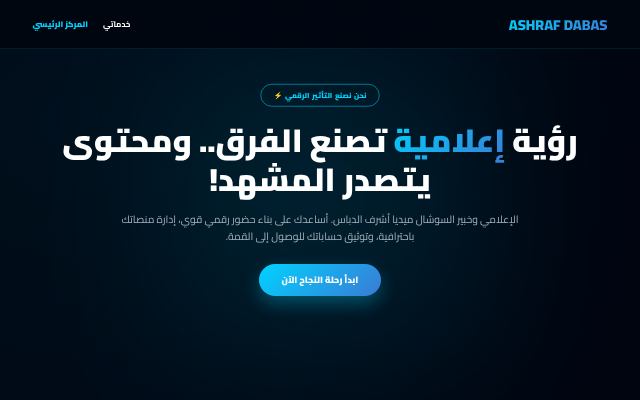 ASHRAF DABAS
خدماتي
المركز الرئيسي
نحن نصنع التأثير الرقمي ⚡
رؤية إعلامية تصنع الفرق.. ومحتوى
يتصدر المشهد!
الإعلامي وخبير السوشال ميديا أشرف الدباس. أساعدك على بناء حضور رقمي قوي، إدارة منصاتك
باحترافية، وتوثيق حساباتك للوصول إلى القمة.
ابدأ رحلة النجاح الآن